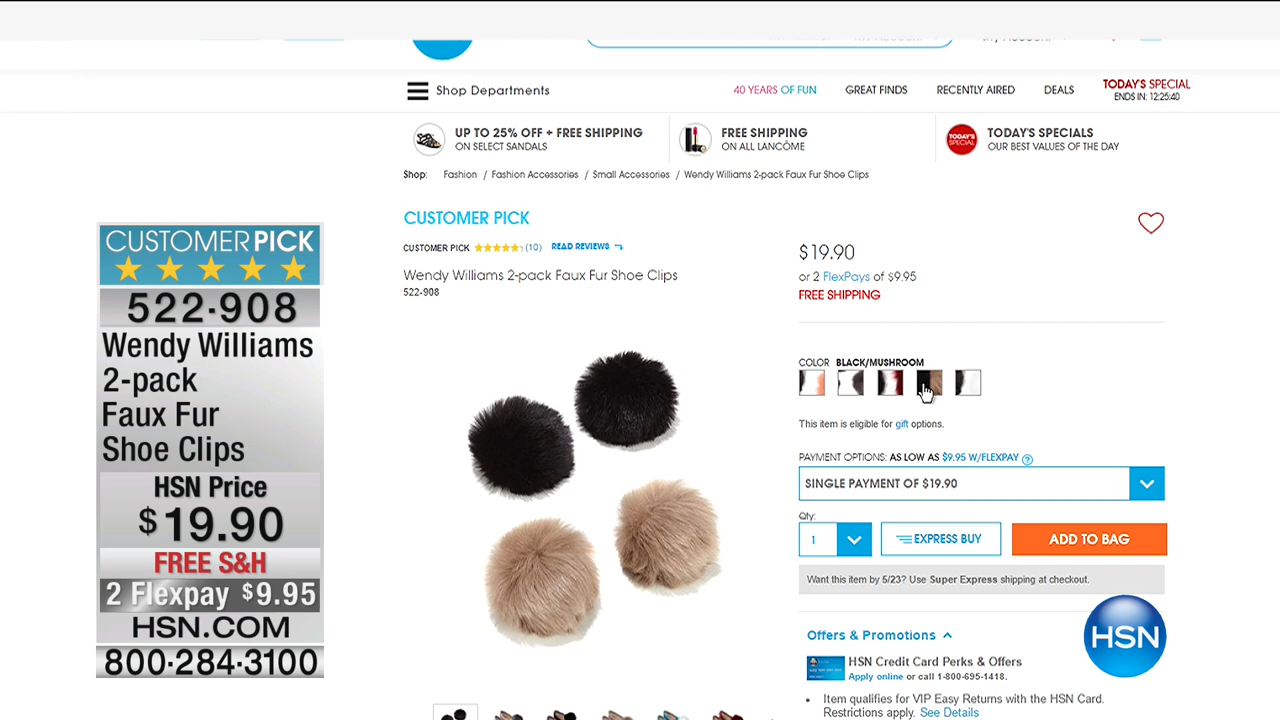 Shop Departments
40 YEARS OF FUN
GREAT FINDS
RECENTLY AIRED
DEALS
TODAY'S SPECIAL
ENDS IN: 12:25:40
UP TO 25% OFF + FREE SHIPPING
ON SELECT SANDALS
FREE SHIPPING
ON ALL LANCÔME
TODAY'S SPECIAL
TODAY'S SPECIALS
OUR BEST VALUES OF THE DAY
Shop: Fashion / Fashion Accessories / Small Accessories / Wendy Williams 2-pack Faux Fur Shoe Clips
CUSTOMER PICK
522-908
Wendy Williams
2-pack
Faux Fur
Shoe Clips
HSN Price
$19.90
FREE S&H
2 Flexpay $9.95
HSN.COM
800-284-3100
CUSTOMER PICK
CUSTOMER PICK (10) READ REVIEWS
Wendy Williams 2-pack Faux Fur Shoe Clips
522-908
$19.90
or 2 FlexPays of $9.95
FREE SHIPPING
COLOR BLACK/MUSHROOM
This item is eligible for gift options.
PAYMENT OPTIONS: AS LOW AS $9.95 W/FLEXPAY ?
SINGLE PAYMENT OF $19.90
Qty:
1
EXPRESS BUY
ADD TO BAG
Want this item by 5/23? Use Super Express shipping at checkout.
Offers & Promotions
HSN
HSN Credit Card Perks & Offers
Apply online or call 1-800-695-1418.
• Item qualifies for VIP Easy Returns with the HSN Card.
Restrictions apply. See Details